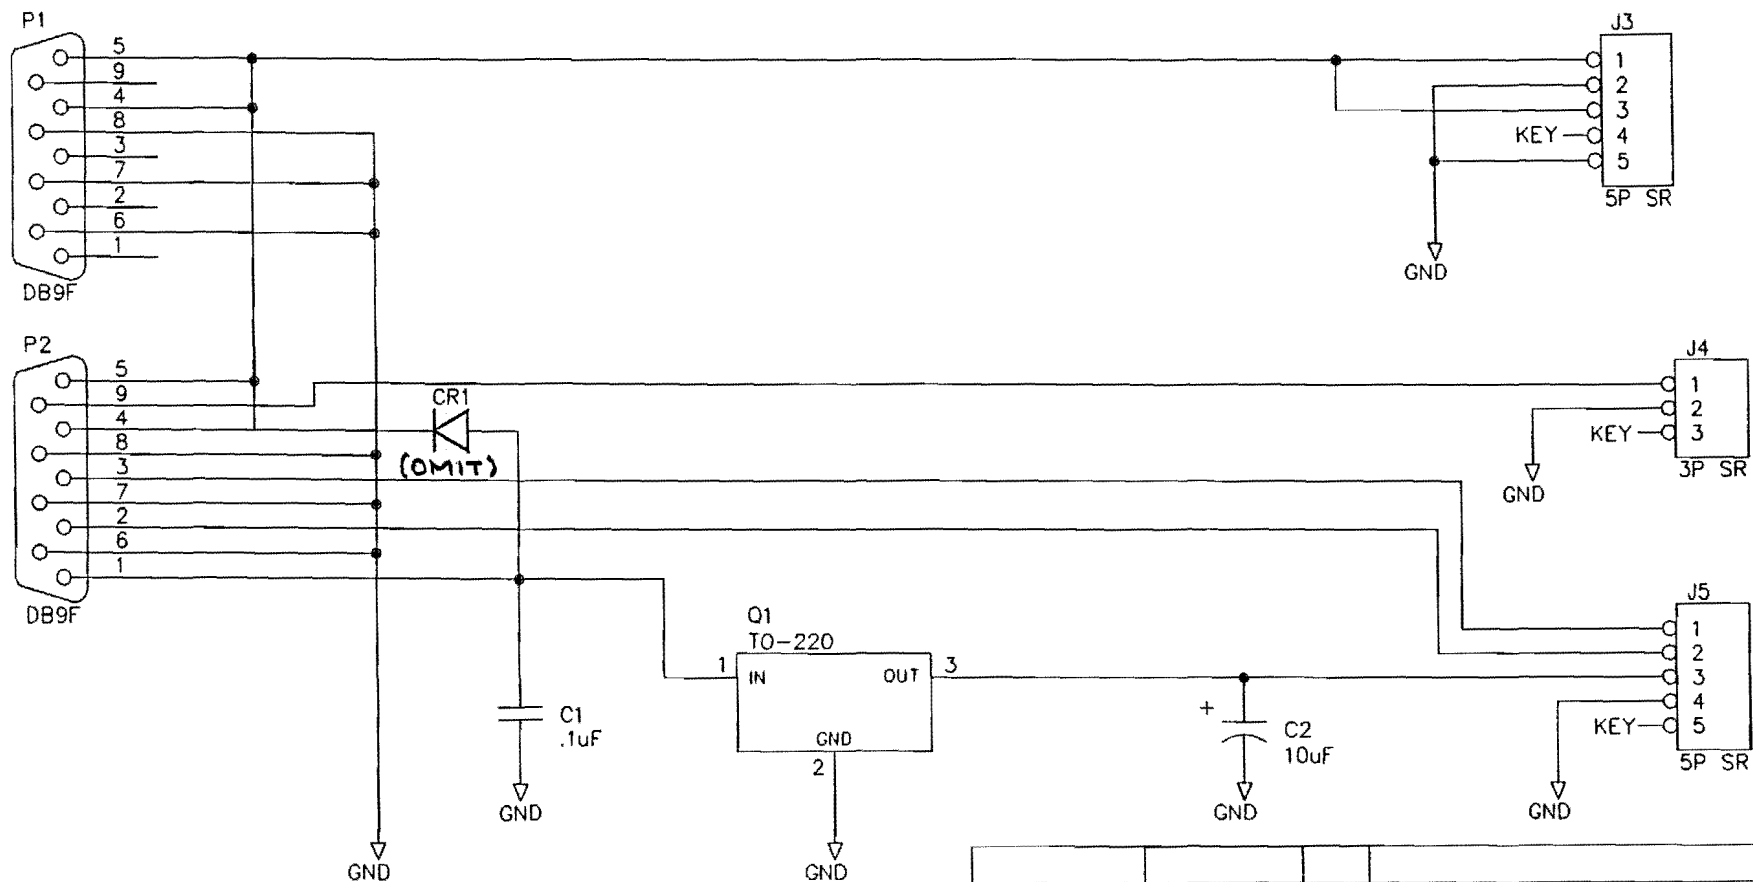 P1
5
9
4
8
3
7
2
6
1
DB9F
J3
1
2
3
KEY 4
5
5P SR
GND
P2
5
9
4
8
3
7
2
6
1
DB9F
CR1
(OMIT)
J4
1
2
KEY 3
3P SR
GND
Q1
TO-220
1 IN OUT 3
GND
2
GND
C1
.1uF
GND
GND
+ C2
10uF
GND
J5
1
2
3
4
KEY 5
5P SR
GND